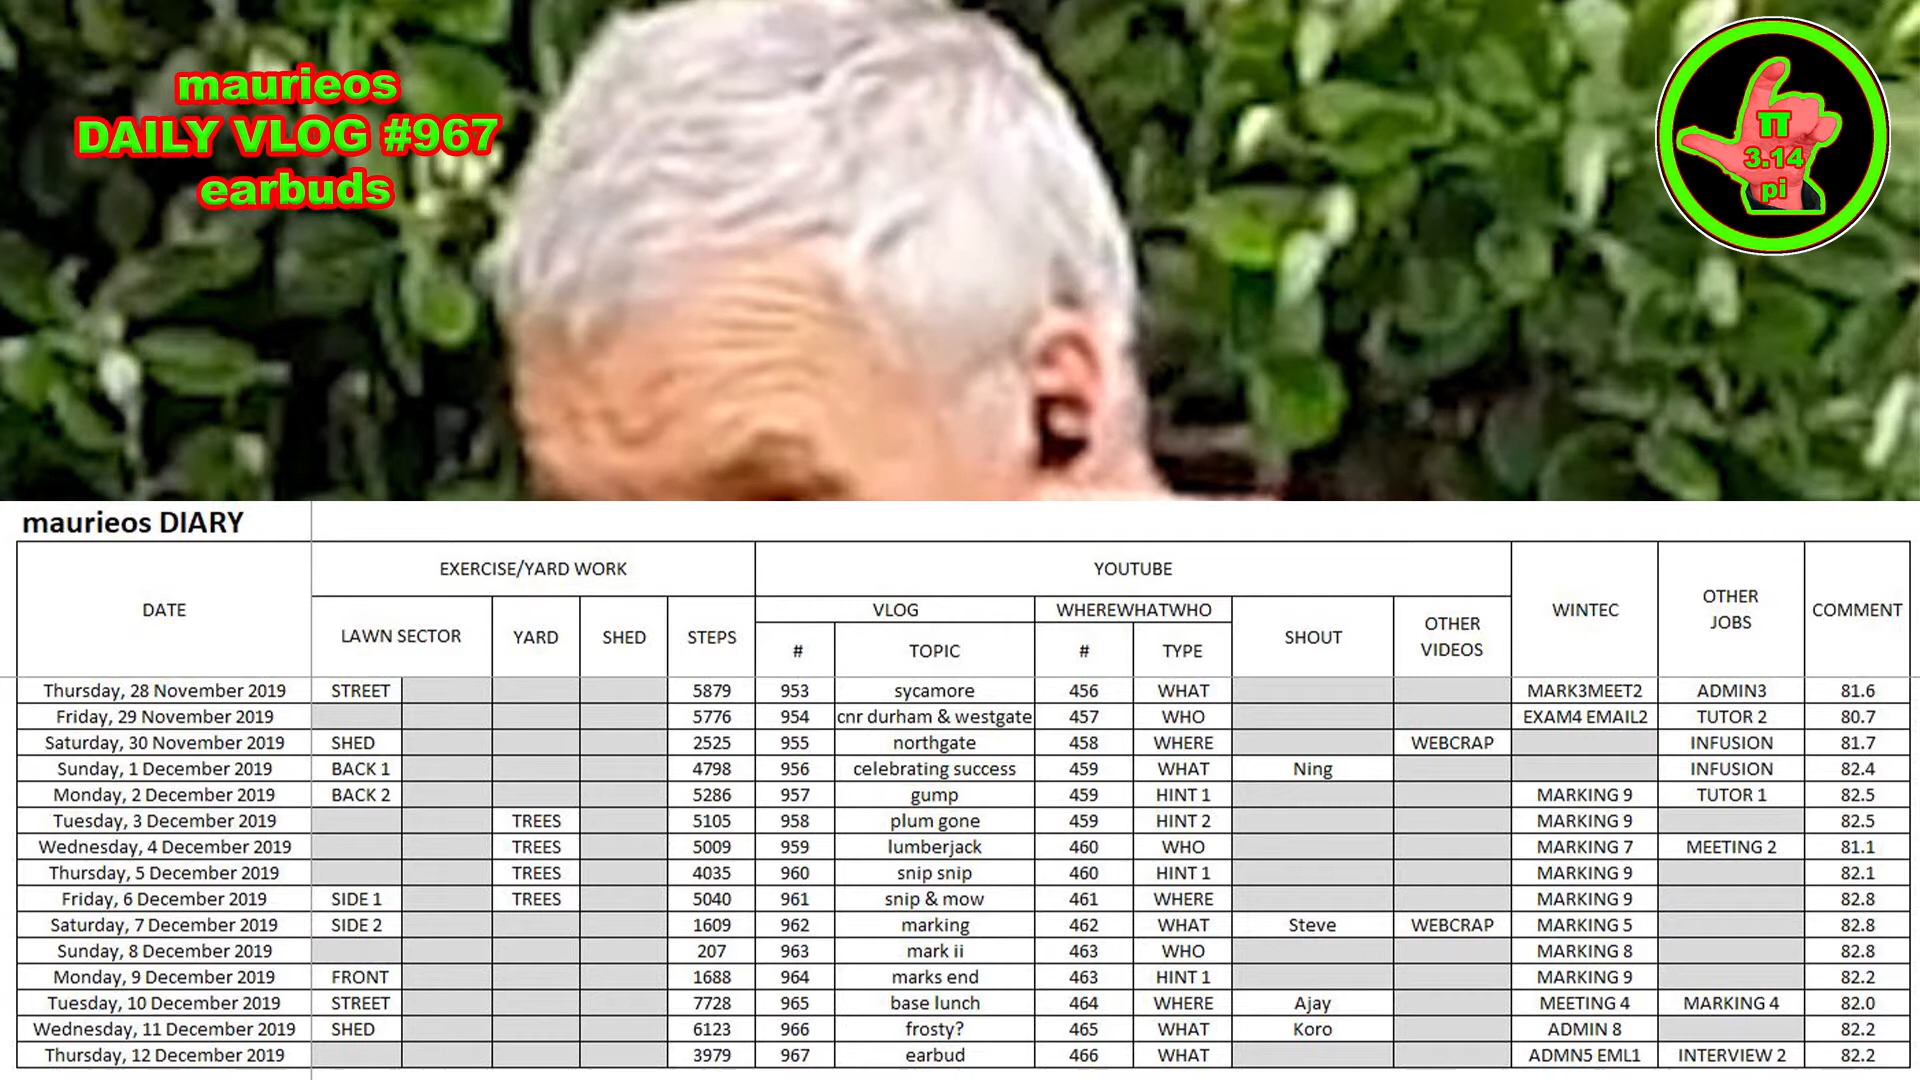 maurieos
DAILY VLOG #967
earbuds
π
3.14
pi
maurieos DIARY
DATE EXERCISE/YARD WORK YOUTUBE WINTEC OTHER JOBS COMMENT
LAWN SECTOR YARD SHED STEPS VLOG WHEREWHATWHO SHOUT OTHER VIDEOS
# TOPIC # TYPE
Thursday, 28 November 2019 STREET 5879 953 sycamore 456 WHAT MARK3MEET2 ADMIN3 81.6
Friday, 29 November 2019 5776 954 cnr durham & westgate 457 WHO EXAM4 EMAIL2 TUTOR 2 80.7
Saturday, 30 November 2019 SHED 2525 955 northgate 458 WHERE WEBCRAP INFUSION 81.7
Sunday, 1 December 2019 BACK 1 4798 956 celebrating success 459 WHAT Ning INFUSION 82.4
Monday, 2 December 2019 BACK 2 5286 957 gump 459 HINT 1 MARKING 9 TUTOR 1 82.5
Tuesday, 3 December 2019 TREES 5105 958 plum gone 459 HINT 2 MARKING 9 82.5
Wednesday, 4 December 2019 TREES 5009 959 lumberjack 460 WHO MARKING 7 MEETING 2 81.1
Thursday, 5 December 2019 TREES 4035 960 snip snip 460 HINT 1 MARKING 9 82.1
Friday, 6 December 2019 SIDE 1 TREES 5040 961 snip & mow 461 WHERE MARKING 9 82.8
Saturday, 7 December 2019 SIDE 2 1609 962 marking 462 WHAT Steve WEBCRAP MARKING 5 82.8
Sunday, 8 December 2019 207 963 mark ii 463 WHO MARKING 8 82.8
Monday, 9 December 2019 FRONT 1688 964 marks end 463 HINT 1 MARKING 9 82.2
Tuesday, 10 December 2019 STREET 7728 965 base lunch 464 WHERE Ajay MEETING 4 MARKING 4 82.0
Wednesday, 11 December 2019 SHED 6123 966 frosty? 465 WHAT Koro ADMIN 8 82.2
Thursday, 12 December 2019 3979 967 earbud 466 WHAT ADMN5 EML1 INTERVIEW 2 82.2